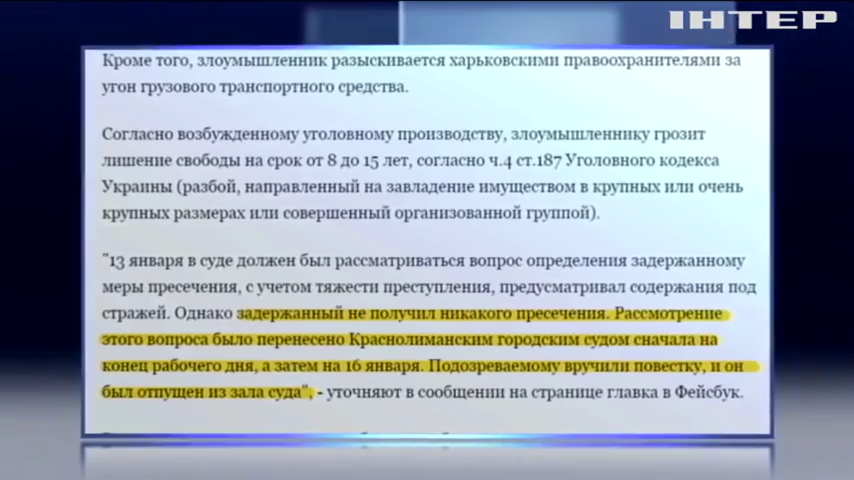 ІНТЕР
Кроме того, злоумышленник разыскивается харьковскими правоохранителями за
угон грузового транспортного средства.
Согласно возбужденному уголовному производству, злоумышленнику грозит
лишение свободы на срок от 8 до 15 лет, согласно ч.4 ст.187 Уголовного кодекса
Украины (разбой, направленный на завладение имуществом в крупных или очень
крупных размерах или совершенный организованной группой).
"13 января в суде должен был рассматриваться вопрос определения задержанному
меры пресечения, с учетом тяжести преступления, предусматривал содержания под
стражей. Однако задержанный не получил никакого пресечения. Рассмотрение
этого вопроса было перенесено Краснолиманским городским судом сначала на
конец рабочего дня, а затем на 16 января. Подозреваемому вручили повестку, и он
был отпущен из зала суда", - уточняют в сообщении на странице главка в Фейсбук.